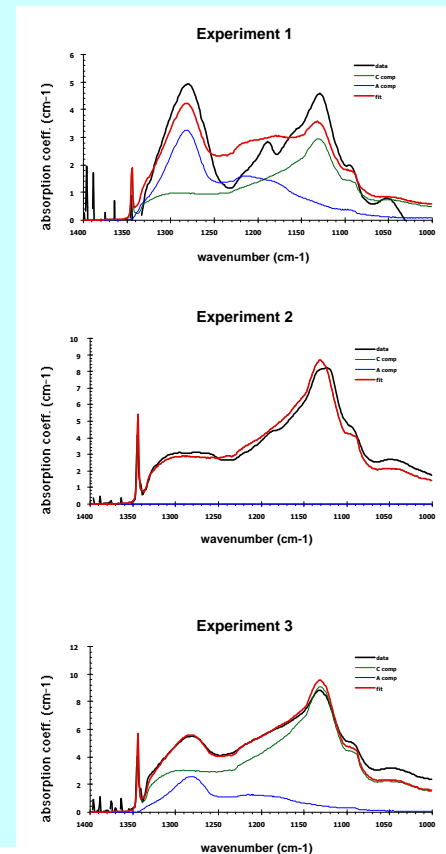 Experiment 1
absorption coeff. (cm-1)
6
5
4
3
2
1
0
data
C comp
A comp
fit
1400 1350 1300 1250 1200 1150 1100 1050 1000
wavenumber (cm-1)
Experiment 2
absorption coeff. (cm-1)
10
9
8
7
6
5
4
3
2
1
0
data
C comp
A comp
fit
1400 1350 1300 1250 1200 1150 1100 1050 1000
wavenumber (cm-1)
Experiment 3
absorption coeff. (cm-1)
12
10
8
6
4
2
0
data
C comp
A comp
fit
1400 1350 1300 1250 1200 1150 1100 1050 1000
wavenumber (cm-1)